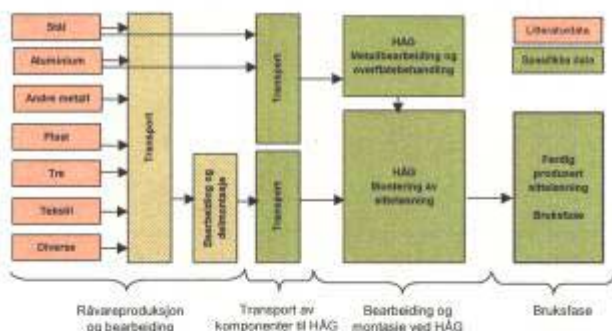 Stål
Aluminium
Andre metall
Plast
Tre
Tekstil
Diverse
Transport
Bearbeiding og
delmontasje
Transport
Transport
HÅG
Metallbearbeiding og
overflatebehandling
HÅG
Montering av
sitteløsning
Ferdig
produsert
sitteløsning
Bruksfase
Litteraturdata
Spesifikke data
Råvareproduksjon
og bearbeiding
Transport av
komponenter til HÅG
Bearbeiding og
montasje ved HÅG
Bruksfase